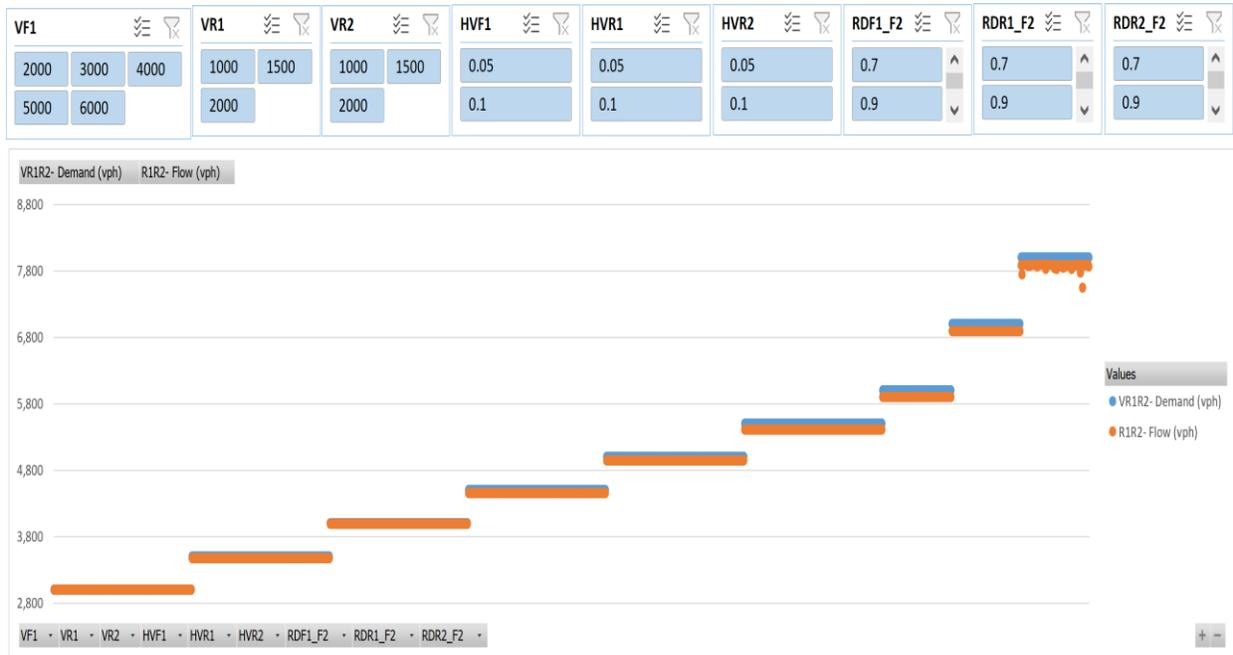 VF1 VR1 VR2 HVF1 HVR1 HVR2 RDF1_F2 RDR1_F2 RDR2_F2
2000 3000 4000 1000 1500 1000 1500 0.05 0.05 0.05 0.7 0.7 0.7
5000 6000 2000 2000 0.1 0.1 0.1 0.9 0.9 0.9
VR1R2- Demand (vph) R1R2- Flow (vph)
8,800
7,800
6,800
5,800
4,800
3,800
2,800
Values
VR1R2- Demand (vph)
R1R2- Flow (vph)
VF1 VR1 VR2 HVF1 HVR1 HVR2 RDF1_F2 RDR1_F2 RDR2_F2
+ −